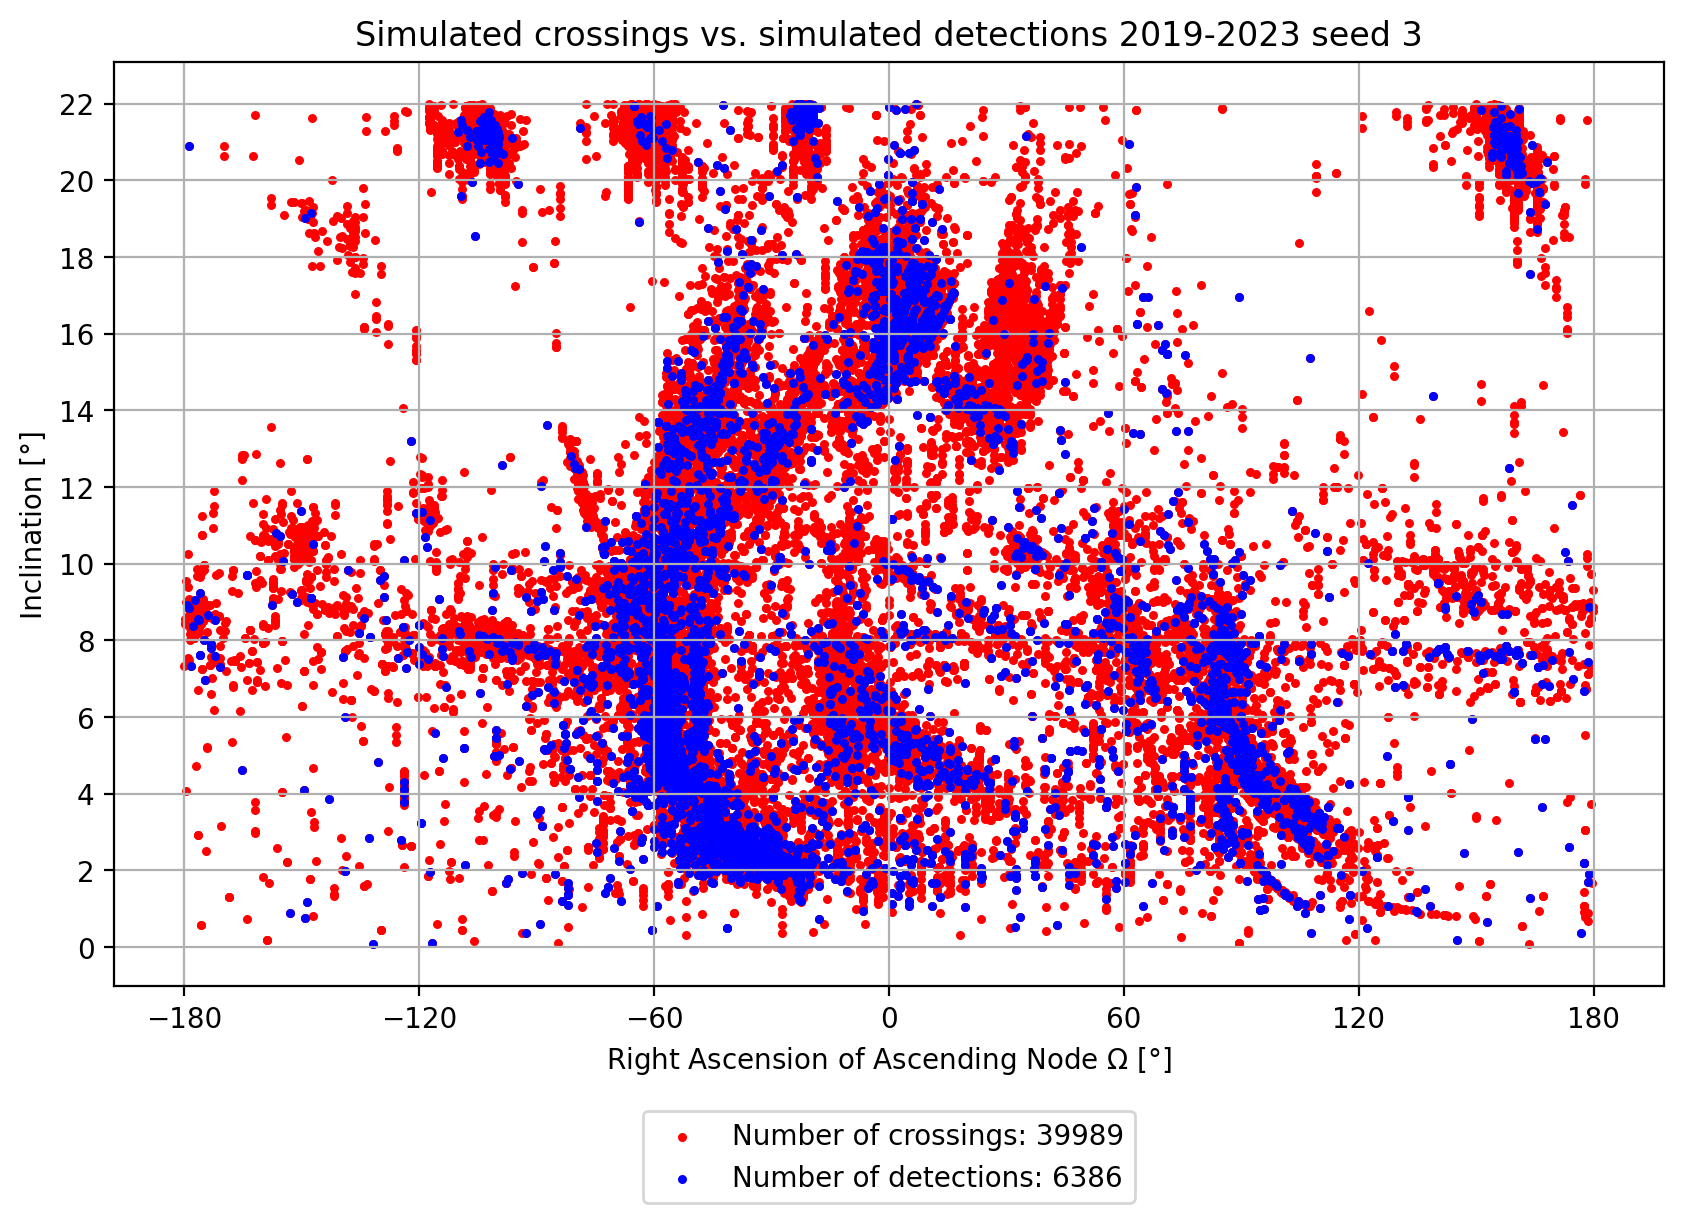 Simulated crossings vs. simulated detections 2019-2023 seed 3
22
20
18
16
14
12
10
8
6
4
2
0
Inclination [°]
−180 −120 −60 0 60 120 180
Right Ascension of Ascending Node Ω [°]
Number of crossings: 39989
Number of detections: 6386